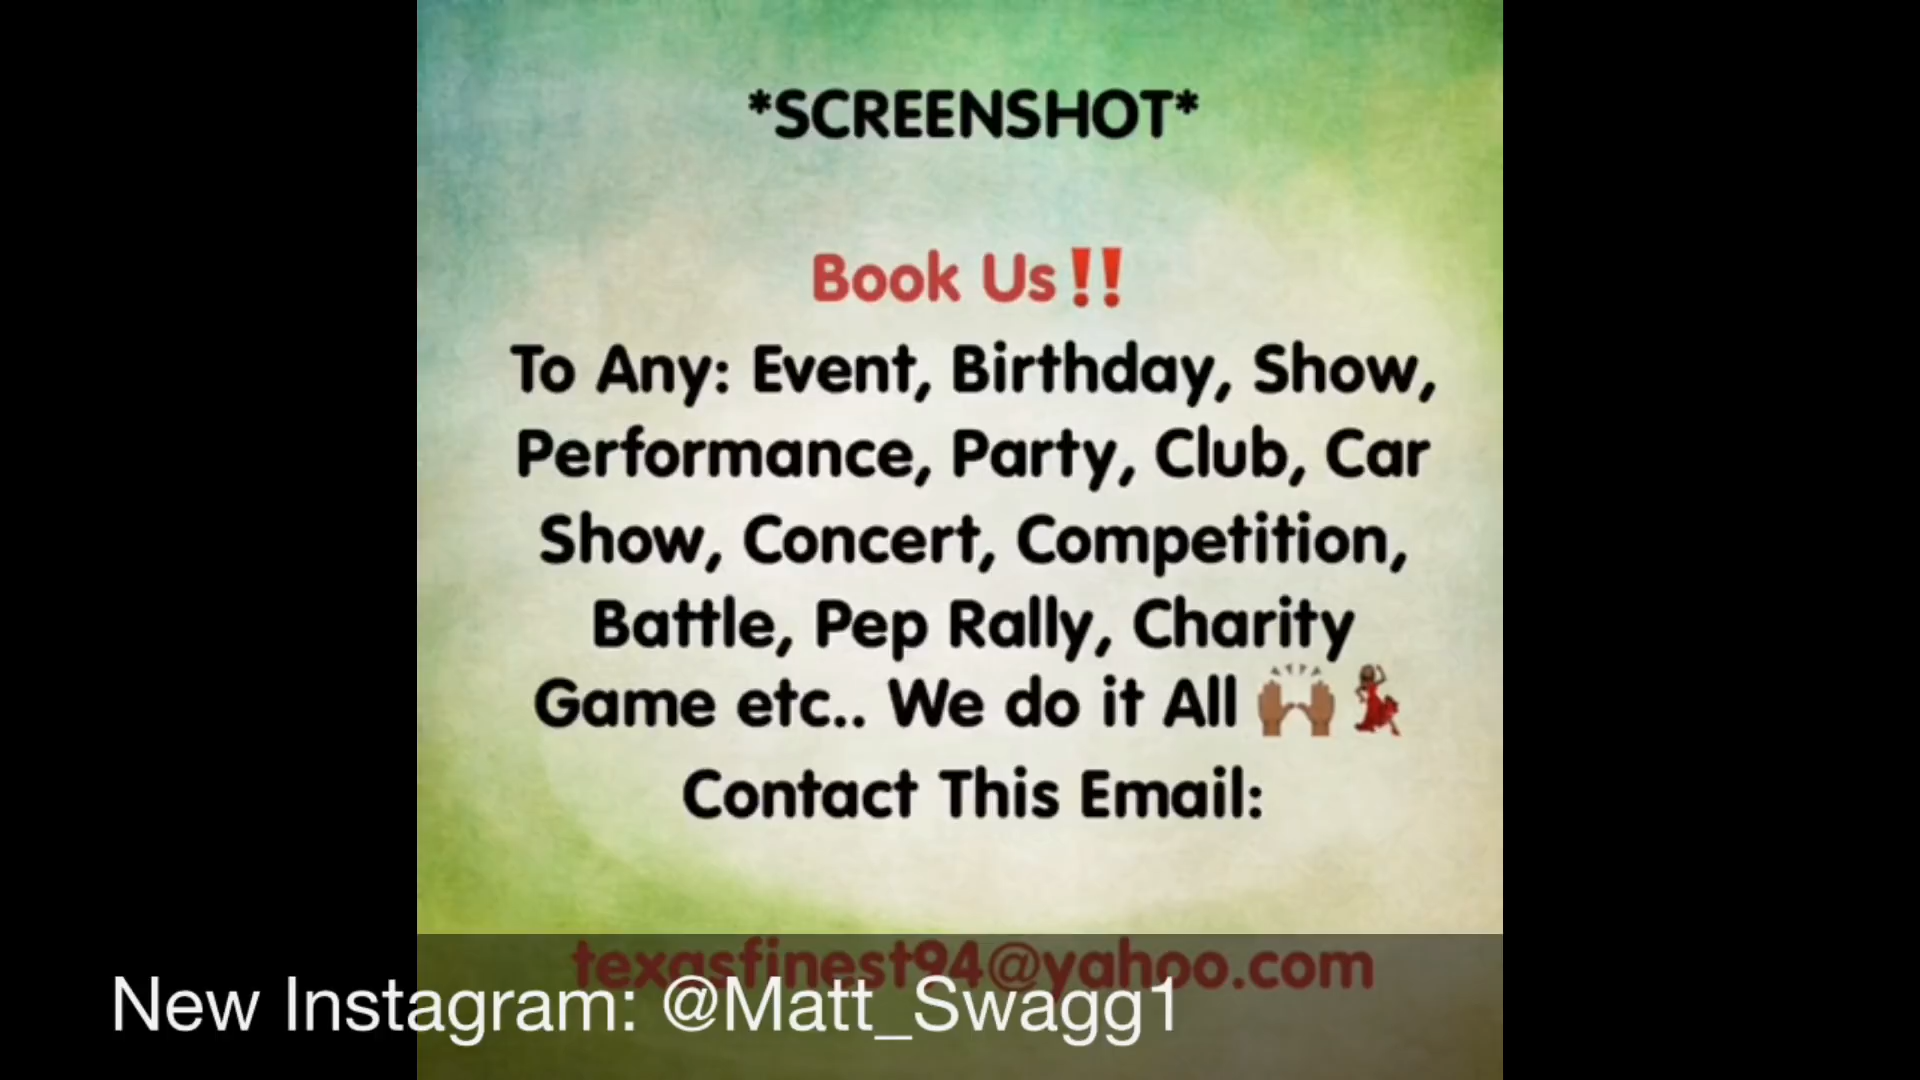 *SCREENSHOT*
Book Us‼️
To Any: Event, Birthday, Show,
Performance, Party, Club, Car
Show, Concert, Competition,
Battle, Pep Rally, Charity
Game etc.. We do it All 🙌🏾💃🏾
Contact This Email:
texasfinest94@yahoo.com
New Instagram: @Matt_Swagg1